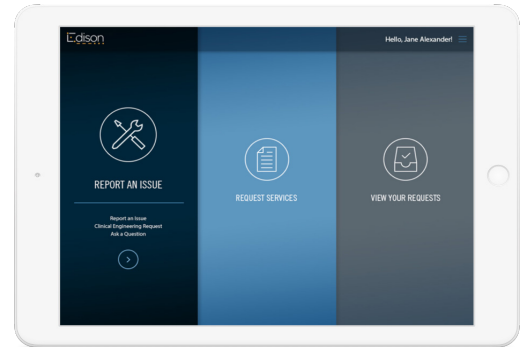 Edison
Hello, Jane Alexander!
REPORT AN ISSUE
Report an Issue
Clinical Engineering Request
Ask a Question
REQUEST SERVICES
VIEW YOUR REQUESTS